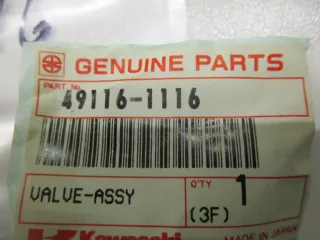 GENUINE PARTS
PART No.
49116-1116
VALVE-ASSY
Q'TY
1
(3F)
Kawasaki
MADE IN JAPAN